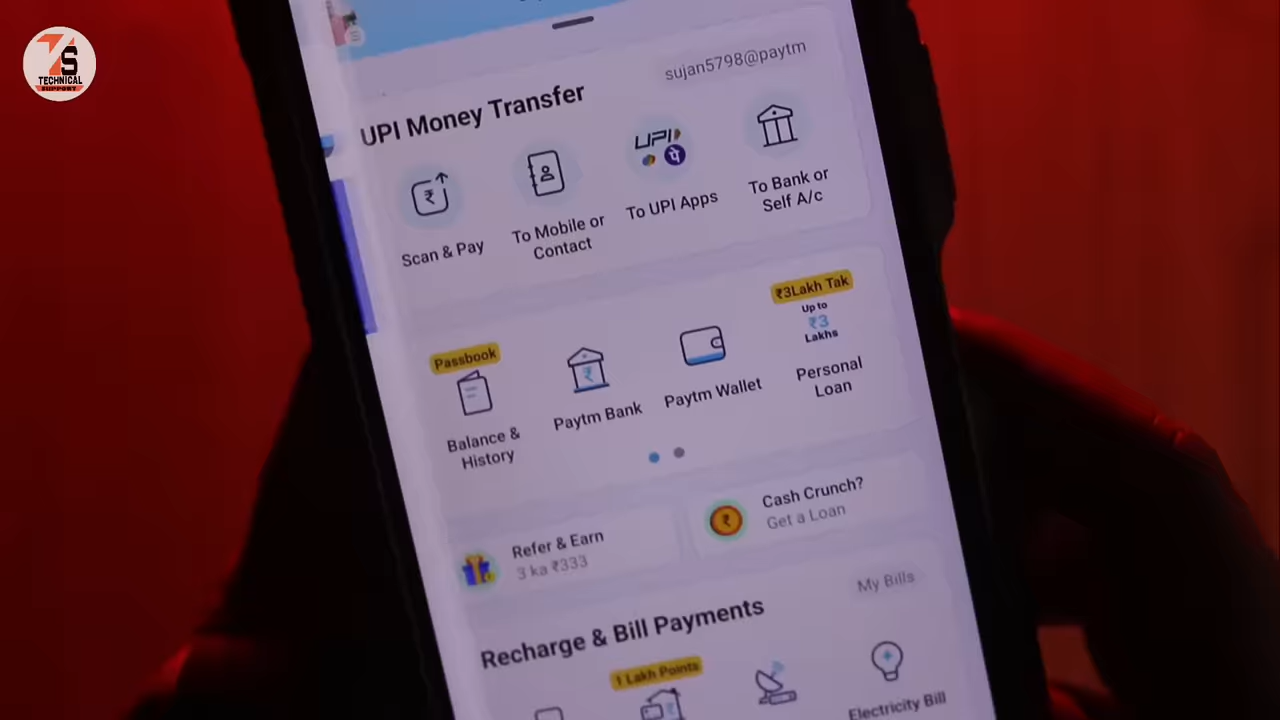 7S
TECHNICAL
SUPPORT
sujan5798@paytm
UPI Money Transfer
UPI
Scan & Pay
To Mobile or
Contact
To UPI Apps
To Bank or
Self A/c
₹3Lakh Tak
Up to
₹3
Lakhs
Passbook
Balance &
History
Paytm Bank
Paytm Wallet
Personal
Loan
Refer & Earn
3 ka ₹333
Cash Crunch?
Get a Loan
My Bills
Recharge & Bill Payments
1 Lakh Points
Electricity Bill